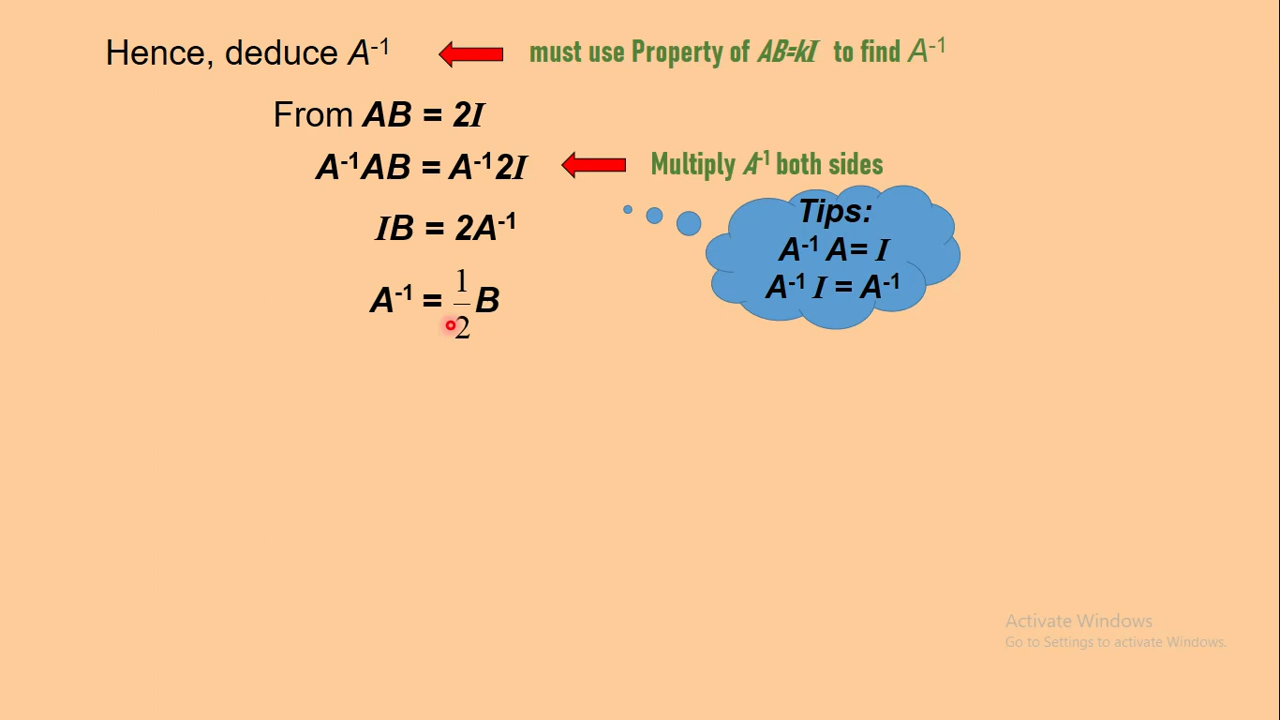 Hence, deduce A⁻¹
must use Property of AB=kI to find A⁻¹
From AB = 2I
A⁻¹AB = A⁻¹2I
Multiply A⁻¹ both sides
IB = 2A⁻¹
Tips:
A⁻¹ A= I
A⁻¹ I = A⁻¹
A⁻¹ = 1/2 B
Activate Windows
Go to Settings to activate Windows.